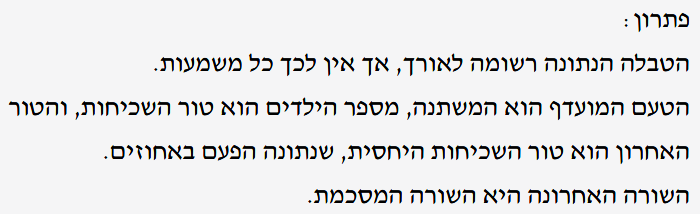 פתרון:
הטבלה הנתונה רשומה לאורך, אך אין לכך כל משמעות.
הטעם המועדף הוא המשתנה, מספר הילדים הוא טור השכיחות, והטור
האחרון הוא טור השכיחות היחסית, שנתונה הפעם באחוזים.
השורה האחרונה היא השורה המסכמת.